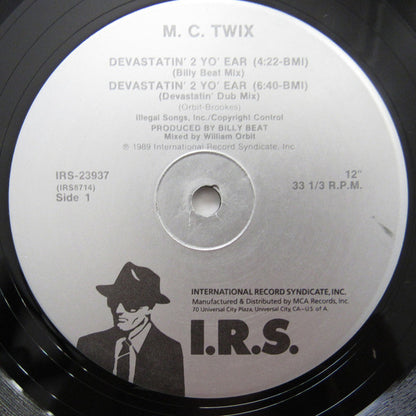 M. C. TWIX
DEVASTATIN' 2 YO' EAR (4:22-BMI)
(Billy Beat Mix)
DEVASTATIN' 2 YO' EAR (6:40-BMI)
(Devastatin' Dub Mix)
(Orbit-Brookes)
Illegal Songs, Inc./Copyright Control
PRODUCED BY BILLY BEAT
Mixed by William Orbit
℗ 1989 International Record Syndicate, Inc.
IRS-23937
(IRS8714)
Side 1
12"
33 1/3 R.P.M.
INTERNATIONAL RECORD SYNDICATE, INC.
Manufactured & Distributed by MCA Records, Inc.
70 Universal City Plaza, Universal City, CA-US of A.
I.R.S.